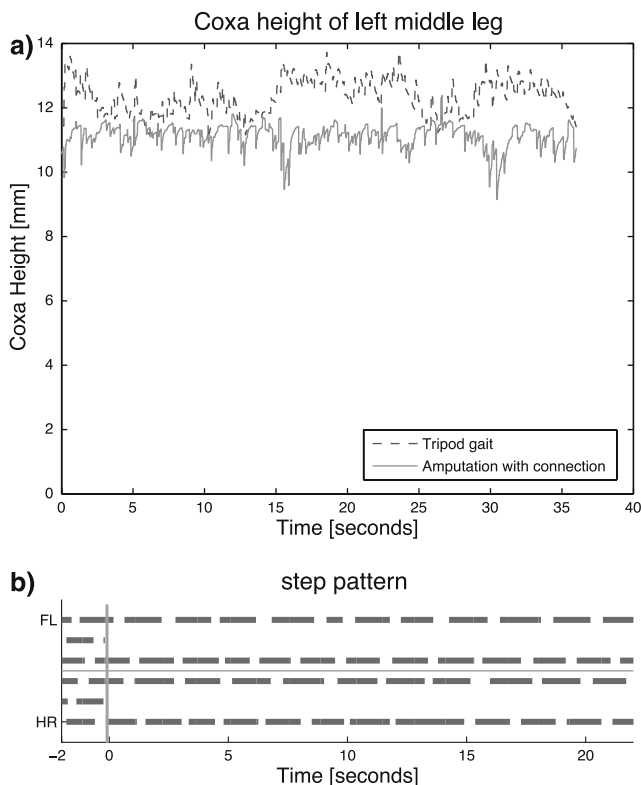 Coxa height of left middle leg
a)
14
12
10
8
6
4
2
0
Coxa Height [mm]
Tripod gait
Amputation with connection
0 5 10 15 20 25 30 35 40
Time [seconds]
b)
step pattern
FL
HR
−2 0 5 10 15 20
Time [seconds]